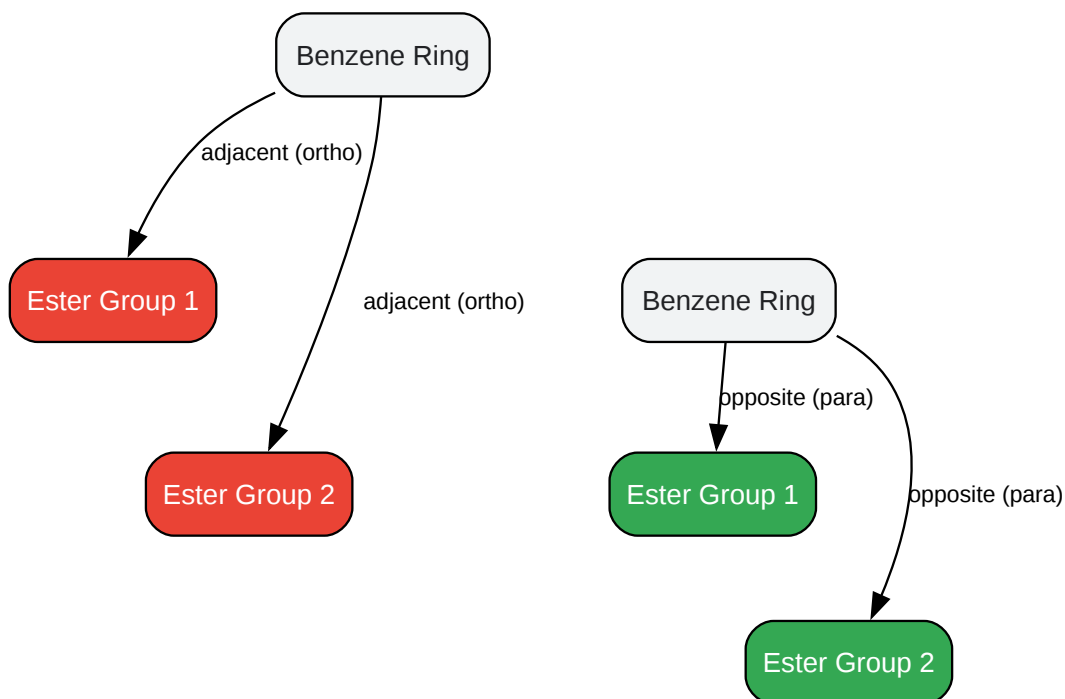 Benzene Ring
adjacent (ortho)
Ester Group 1
adjacent (ortho)
Ester Group 2
Benzene Ring
opposite (para)
Ester Group 1
opposite (para)
Ester Group 2